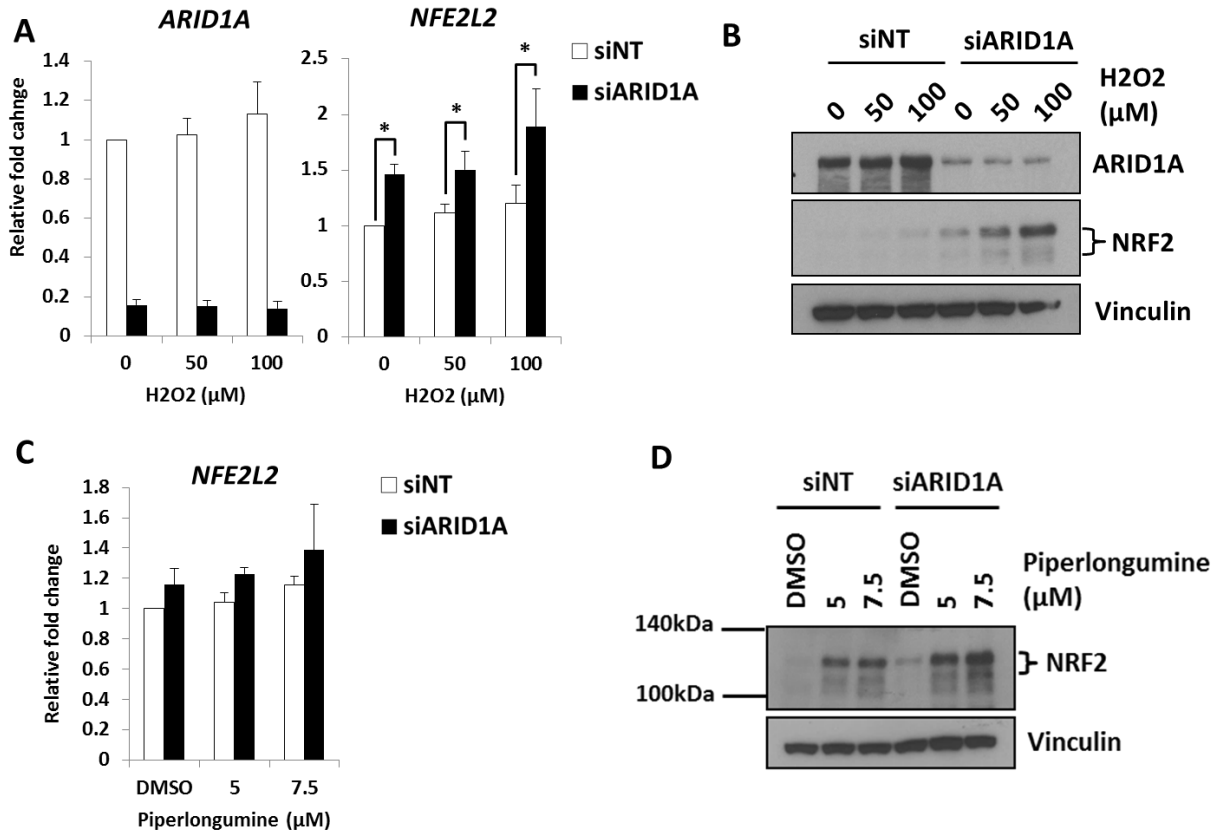 A
ARID1A
NFE2L2
siNT
siARID1A
Relative fold cahnge
1.4
1.2
1
0.8
0.6
0.4
0.2
0
0 50 100
H2O2 (µM)
2.5
2
1.5
1
0.5
0
* * *
0 50 100
H2O2 (µM)
B
siNT siARID1A
0 50 100 0 50 100
H2O2
(µM)
ARID1A
NRF2
Vinculin
C
NFE2L2
siNT
siARID1A
Relative fold change
1.8
1.6
1.4
1.2
1
0.8
0.6
0.4
0.2
0
DMSO 5 7.5
Piperlongumine (µM)
D
siNT siARID1A
DMSO 5 7.5 DMSO 5 7.5
Piperlongumine
(µM)
140kDa
100kDa
NRF2
Vinculin